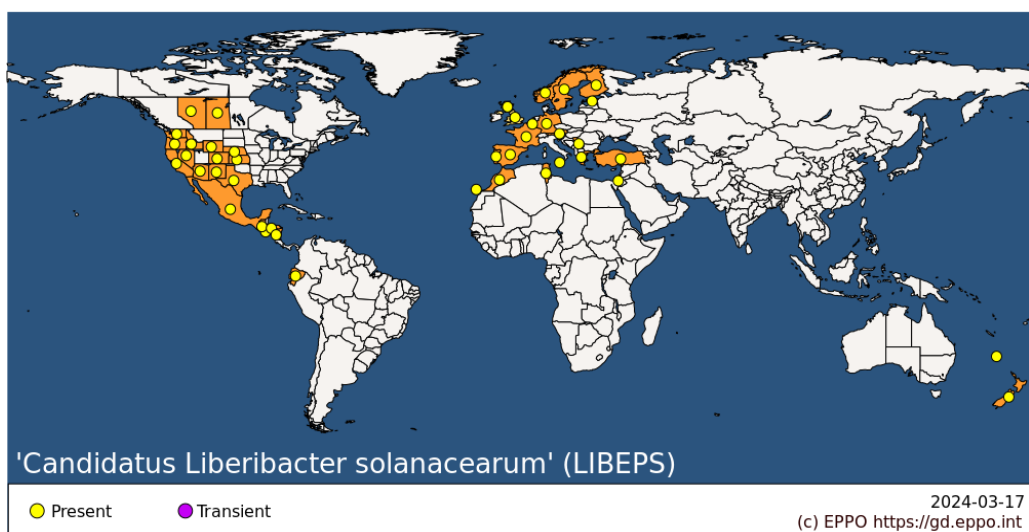 'Candidatus Liberibacter solanacearum' (LIBEPS)
Present
Transient
2024-03-17
(c) EPPO https://gd.eppo.int